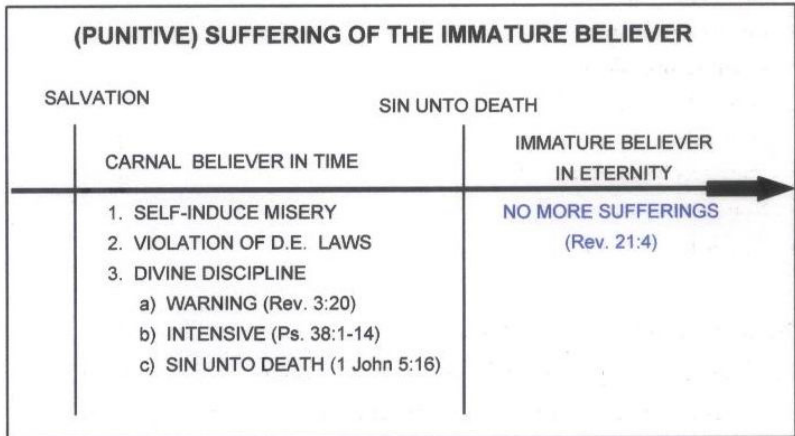 (PUNITIVE) SUFFERING OF THE IMMATURE BELIEVER
SALVATION
SIN UNTO DEATH
CARNAL BELIEVER IN TIME
IMMATURE BELIEVER
IN ETERNITY
1. SELF-INDUCE MISERY
2. VIOLATION OF D.E. LAWS
3. DIVINE DISCIPLINE
a) WARNING (Rev. 3:20)
b) INTENSIVE (Ps. 38:1-14)
c) SIN UNTO DEATH (1 John 5:16)
NO MORE SUFFERINGS
(Rev. 21:4)